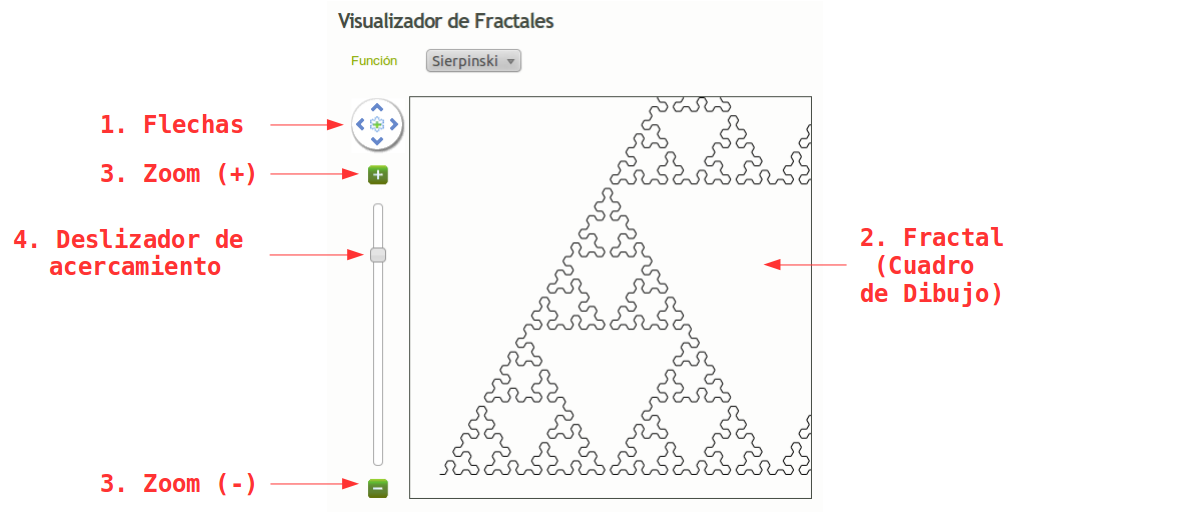 Visualizador de Fractales
Función
Sierpinski
1. Flechas
3. Zoom (+)
4. Deslizador de
acercamiento
2. Fractal
(Cuadro
de Dibujo)
3. Zoom (-)